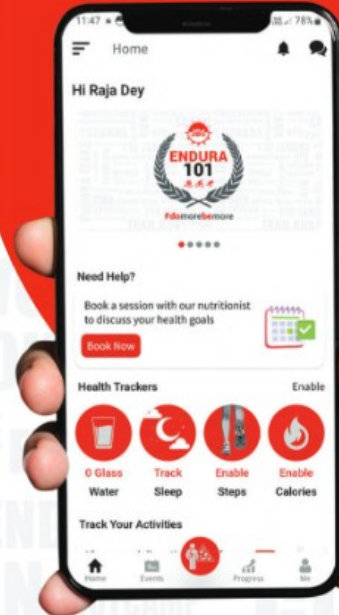 11:47
78%
Home
Hi Raja Dey
ENDURA
101
#domorebemore
Need Help?
Book a session with our nutritionist
to discuss your health goals
Book Now
Health Trackers Enable
0 Glass Track Enable Enable
Water Sleep Steps Calories
Track Your Activities
Home Events Progress Me